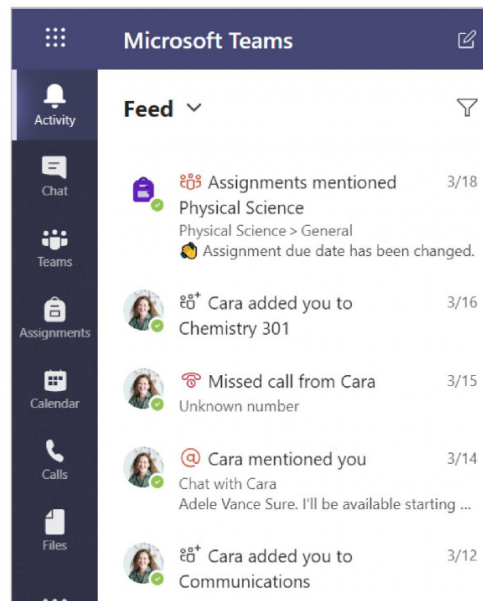 Microsoft Teams
Activity
Chat
Teams
Assignments
Calendar
Calls
Files
Feed
Assignments mentioned 3/18
Physical Science
Physical Science > General
👏 Assignment due date has been changed.
Cara added you to 3/16
Chemistry 301
Missed call from Cara 3/15
Unknown number
@ Cara mentioned you 3/14
Chat with Cara
Adele Vance Sure. I'll be available starting ...
Cara added you to 3/12
Communications